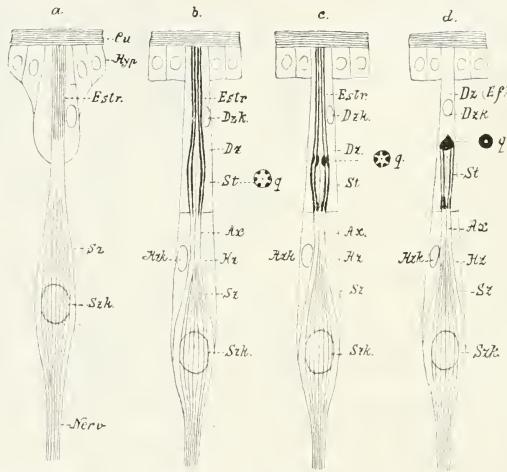 a.
b.
c.
d.
Cu
Hyp
Estr.
Sz
Szk.
Nerv
Estr
Dzk.
Dz
St
q
Ax
Hzk
Hz
Sz
Szk.
Estr.
Dzk.
Dz.
q.
St
Ax.
Hzk
Hz
Sz
Szk.
Dz (Ef.
Dzk
q
St
Ax
Hzk
Hz
Sz
Szk.